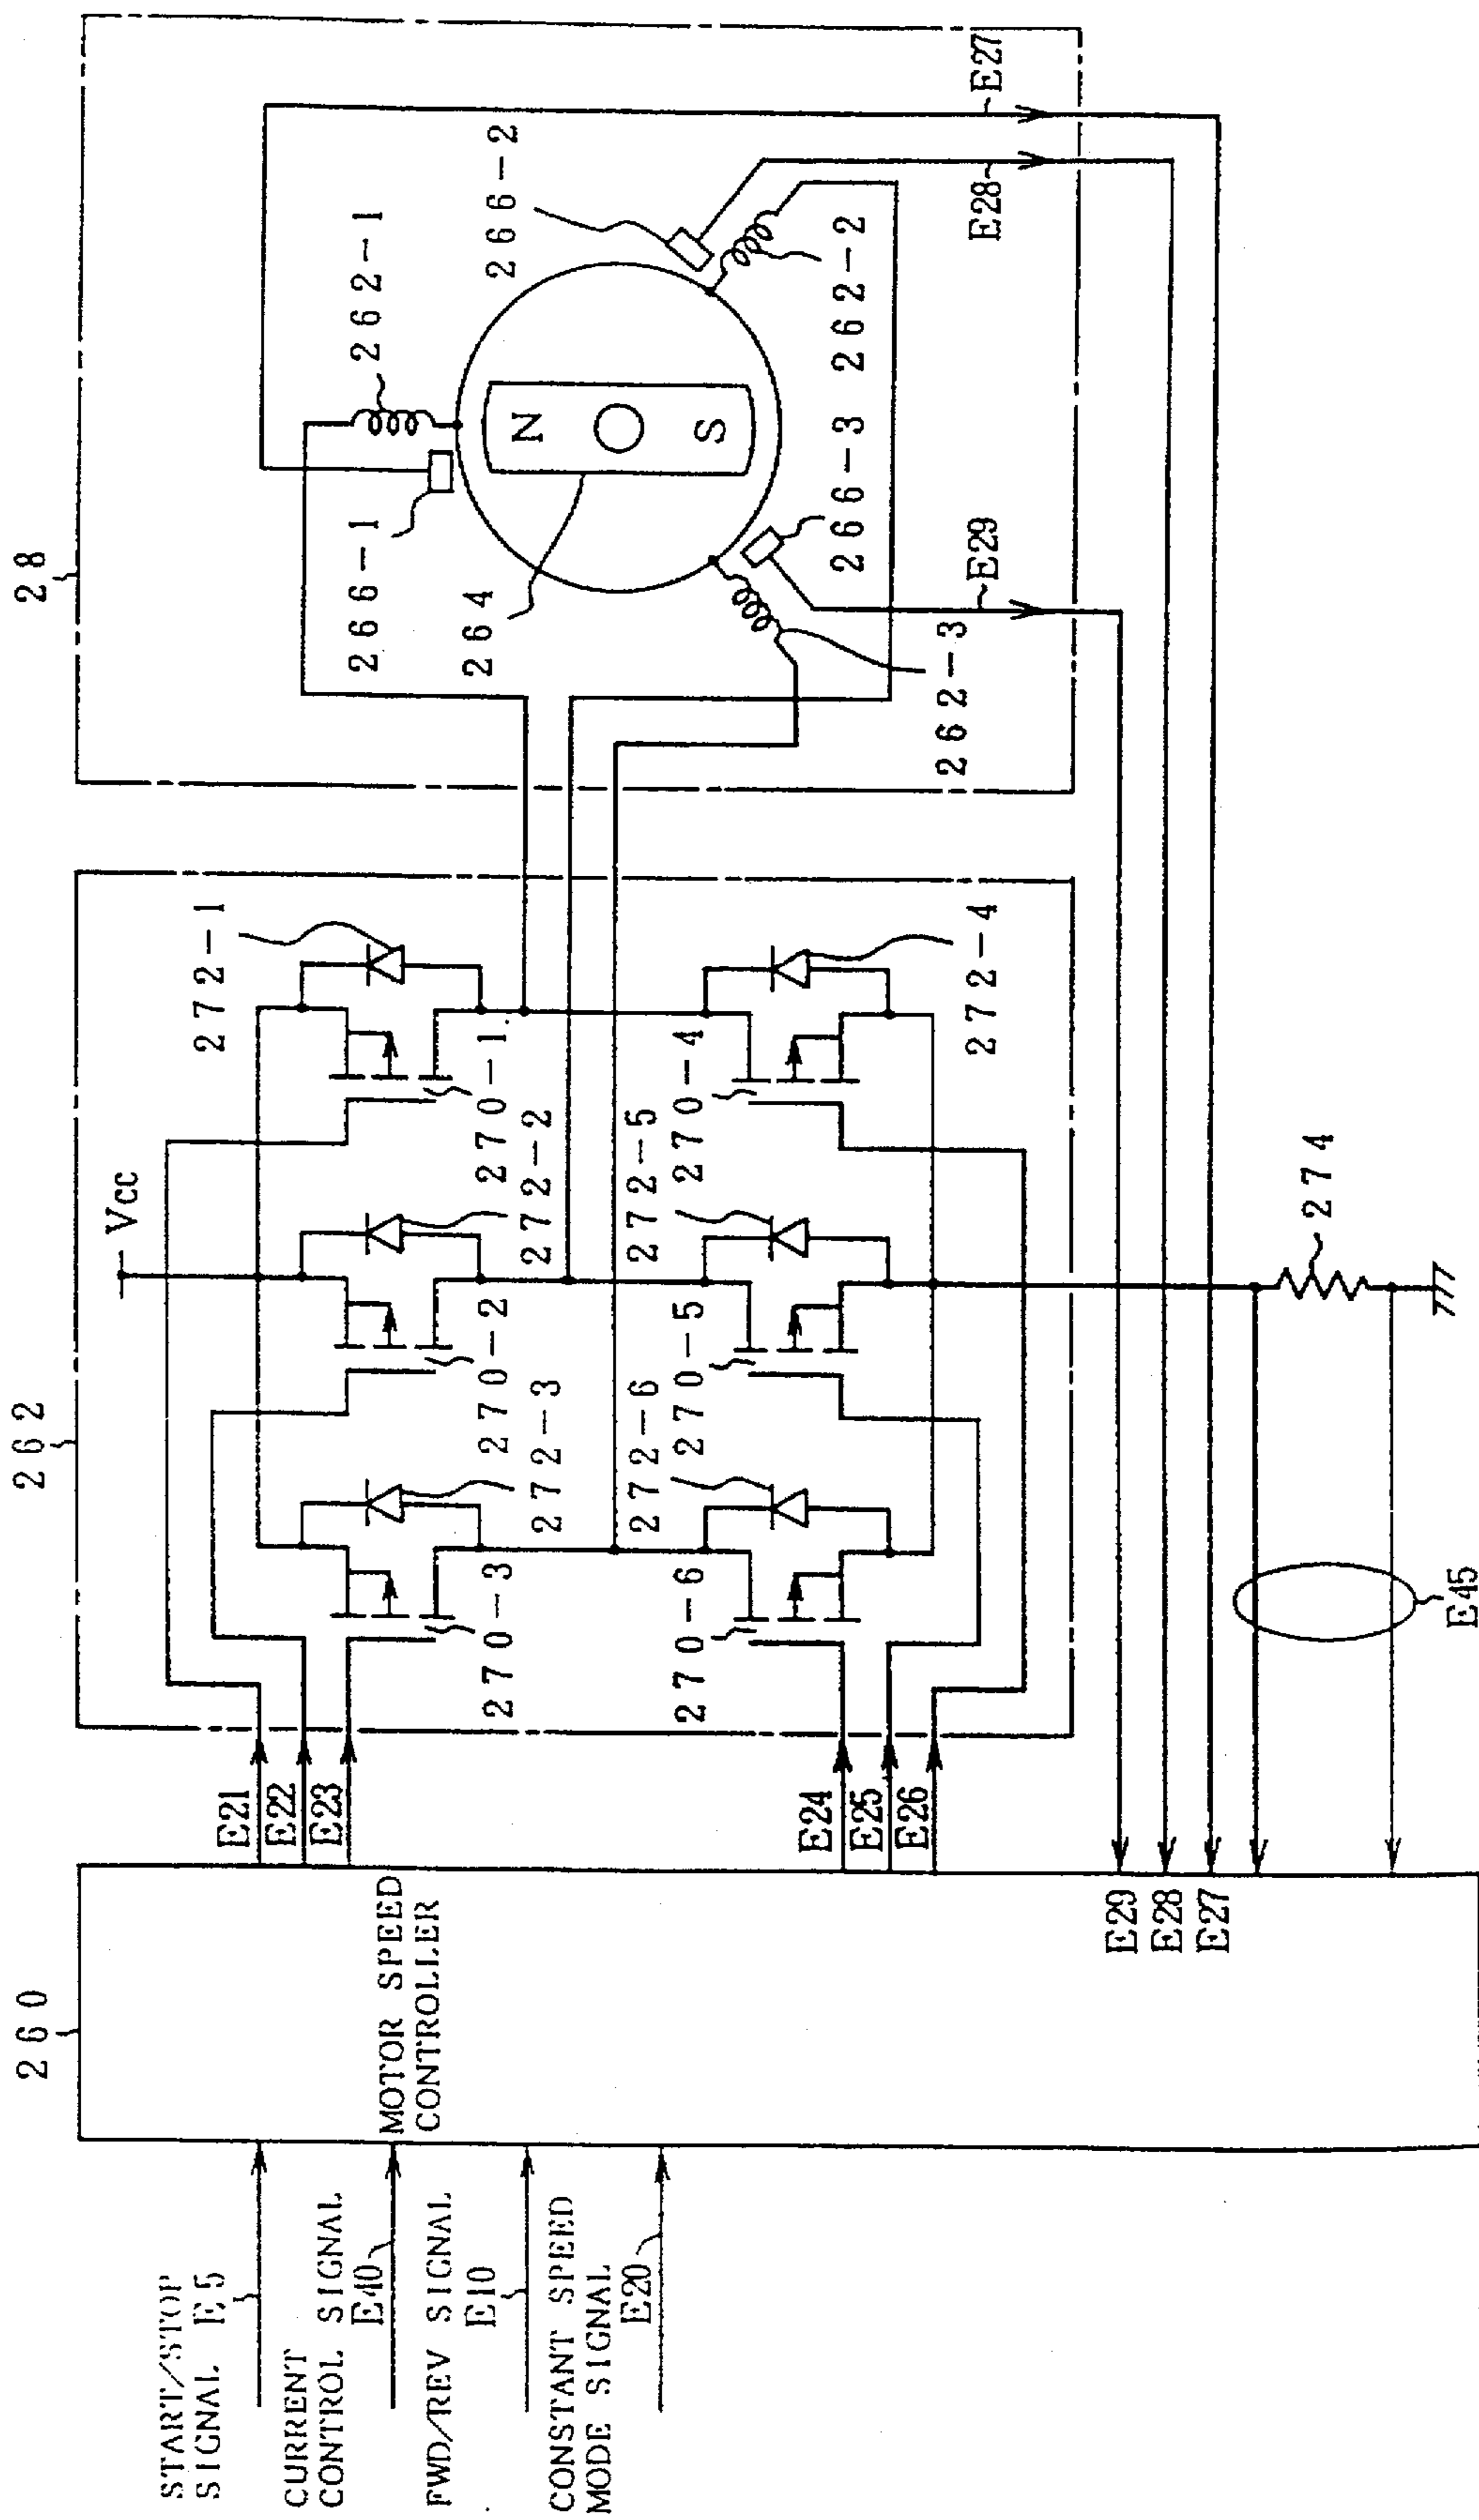 260
262
28
START/STOP
SIGNAL E5
CURRENT
CONTROL SIGNAL
E40
FWD/REV SIGNAL
E10
CONSTANT SPEED
MODE SIGNAL
E20
MOTOR SPEED
CONTROLLER
E21
E22
E23
E24
E25
E26
E29
E28
E27
Vcc
272-1
270-1
272-2
270-2
272-3
270-3
272-4
270-4
272-5
270-5
272-6
270-6
274
E45
266-1
262-1
266-2
262-2
266-3
262-3
264
N
S
E29
E28
E27